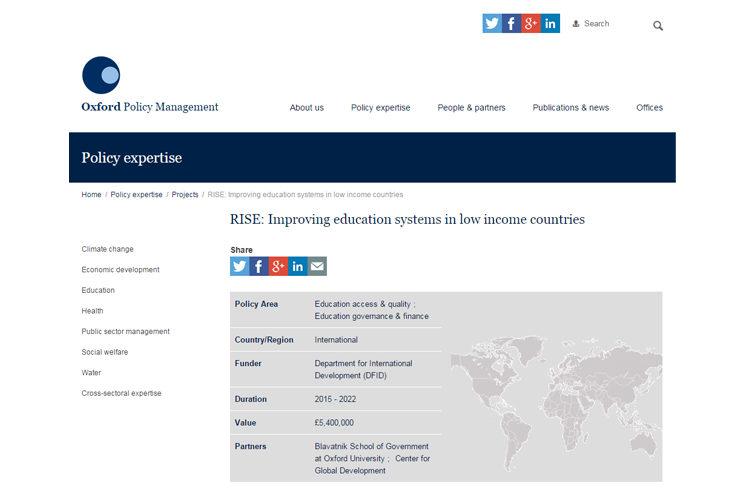 Search
Oxford Policy Management
About us Policy expertise People & partners Publications & news Offices
Policy expertise
Home / Policy expertise / Projects / RISE: Improving education systems in low income countries
RISE: Improving education systems in low income countries
Climate change
Economic development
Education
Health
Public sector management
Social welfare
Water
Cross-sectoral expertise
Share
Policy Area Education access & quality ;
Education governance & finance
Country/Region International
Funder Department for International
Development (DFID)
Duration 2015 - 2022
Value £5,400,000
Partners Blavatnik School of Government
at Oxford University ; Center for
Global Development